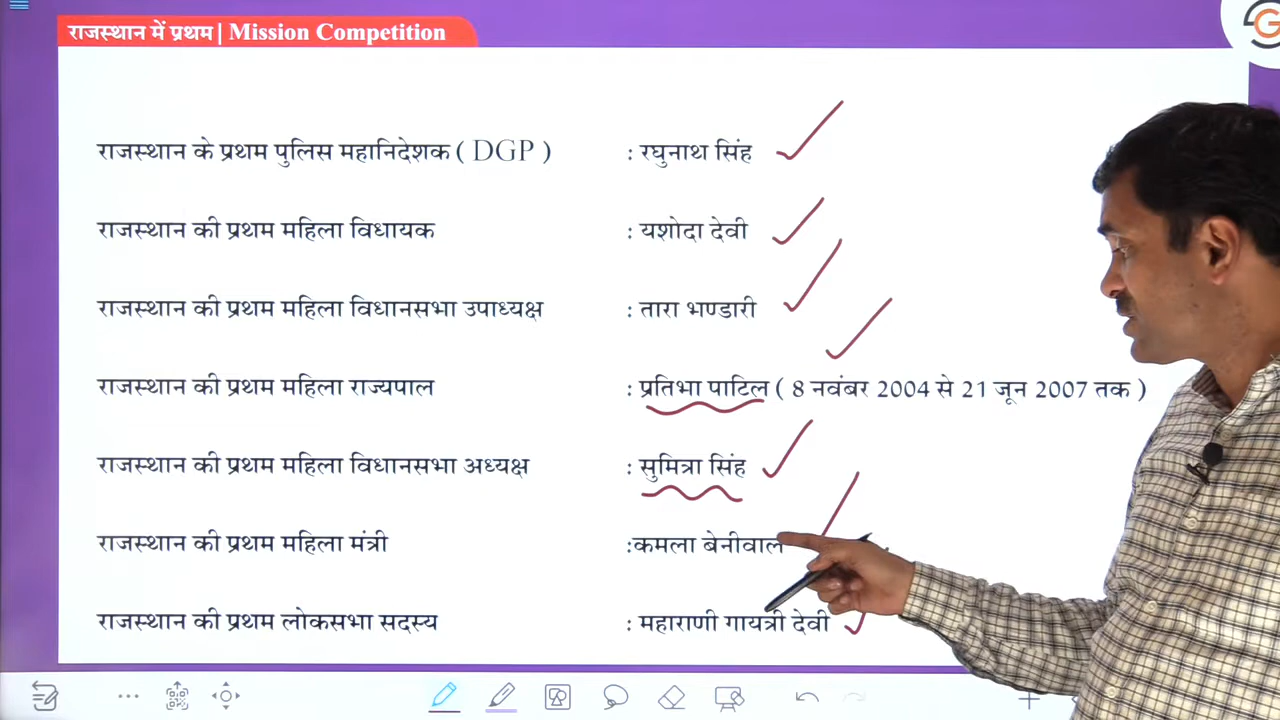 राजस्थान में प्रथम | Mission Competition
राजस्थान के प्रथम पुलिस महानिदेशक ( DGP ) : रघुनाथ सिंह
राजस्थान की प्रथम महिला विधायक : यशोदा देवी
राजस्थान की प्रथम महिला विधानसभा उपाध्यक्ष : तारा भण्डारी
राजस्थान की प्रथम महिला राज्यपाल : प्रतिभा पाटिल ( 8 नवंबर 2004 से 21 जून 2007 तक )
राजस्थान की प्रथम महिला विधानसभा अध्यक्ष : सुमित्रा सिंह
राजस्थान की प्रथम महिला मंत्री :कमला बेनीवाल
राजस्थान की प्रथम लोकसभा सदस्य : महाराणी गायत्री देवी